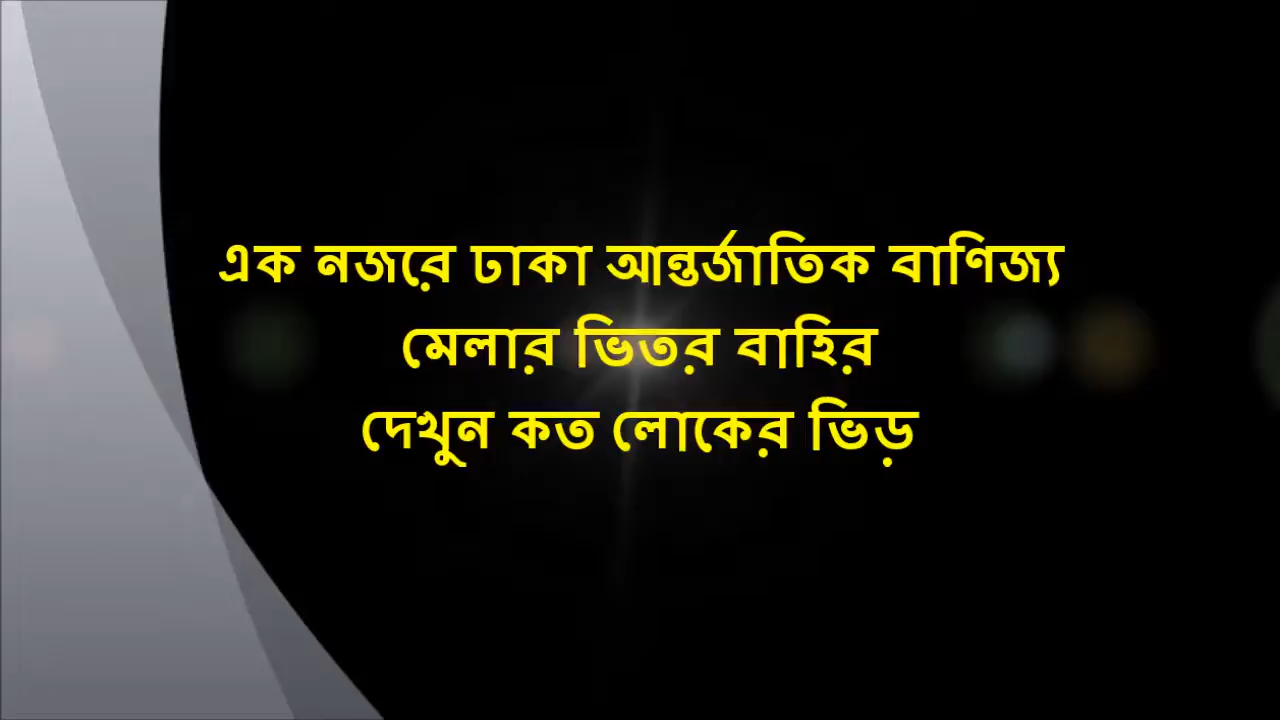 এক নজরে ঢাকা আন্তর্জাতিক বাণিজ্য
মেলার ভিতর বাহির
দেখুন কত লোকের ভিড়